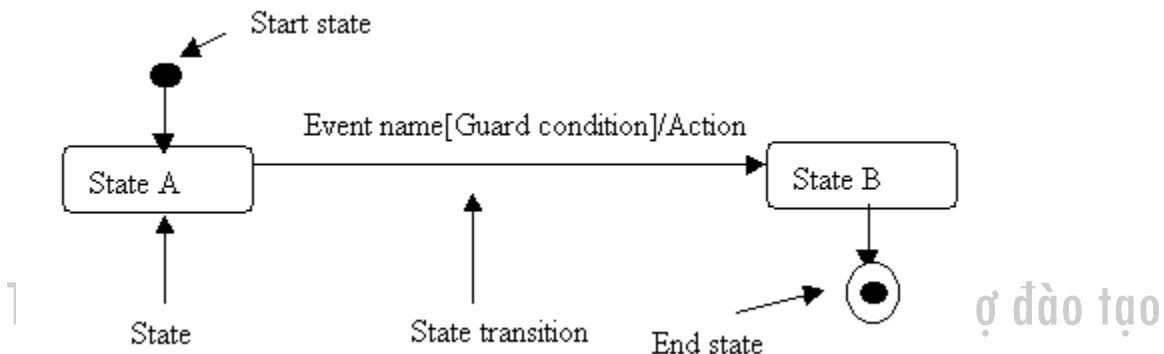 Start state
Event name[Guard condition]/Action
State A
State B
State
State transition
End state
đào tạo